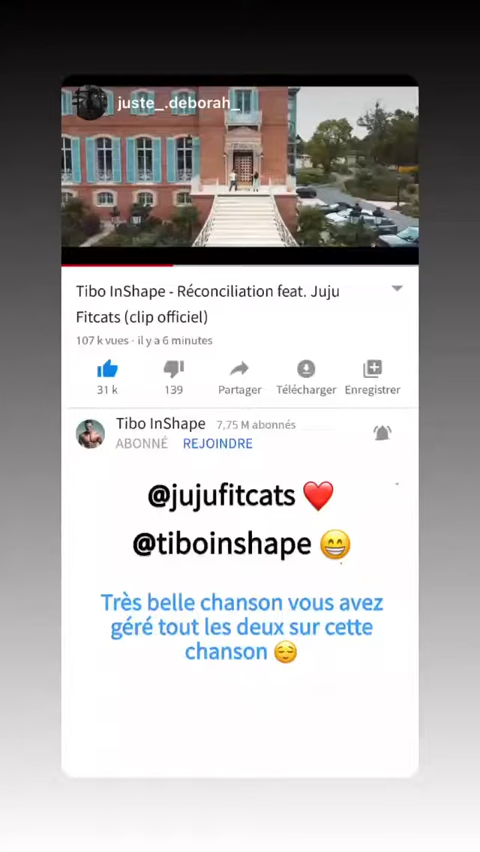 juste_.deborah_
Tibo InShape - Réconciliation feat. Juju
Fitcats (clip officiel)
107 k vues · il y a 6 minutes
31 k
139
Partager
Télécharger
Enregistrer
Tibo InShape 7,75 M abonnés
ABONNÉ REJOINDRE
@jujufitcats ❤️
@tiboinshape 😁
Très belle chanson vous avez
géré tout les deux sur cette
chanson 😌